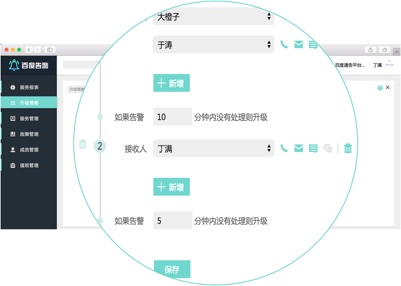 大橙子
于涛
+ 新增
如果告警 10 分钟内没有处理则升级
2 接收人 丁满
+ 新增
如果告警 5 分钟内没有处理则升级
保存
百度告警
服务报表
升级策略
服务管理
故障管理
成员管理
值班管理
百度通告平台...
丁满